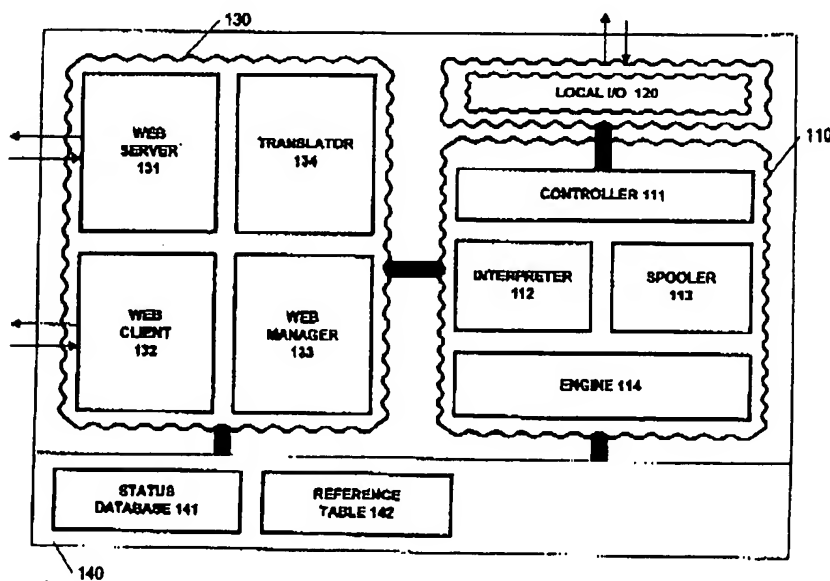 130
WEB
SERVER
131
TRANSLATOR
134
WEB
CLIENT
132
WEB
MANAGER
133
LOCAL I/O 120
110
CONTROLLER 111
INTERPRETER
112
SPOOLER
113
ENGINE 114
STATUS
DATABASE 141
REFERENCE
TABLE 142
140